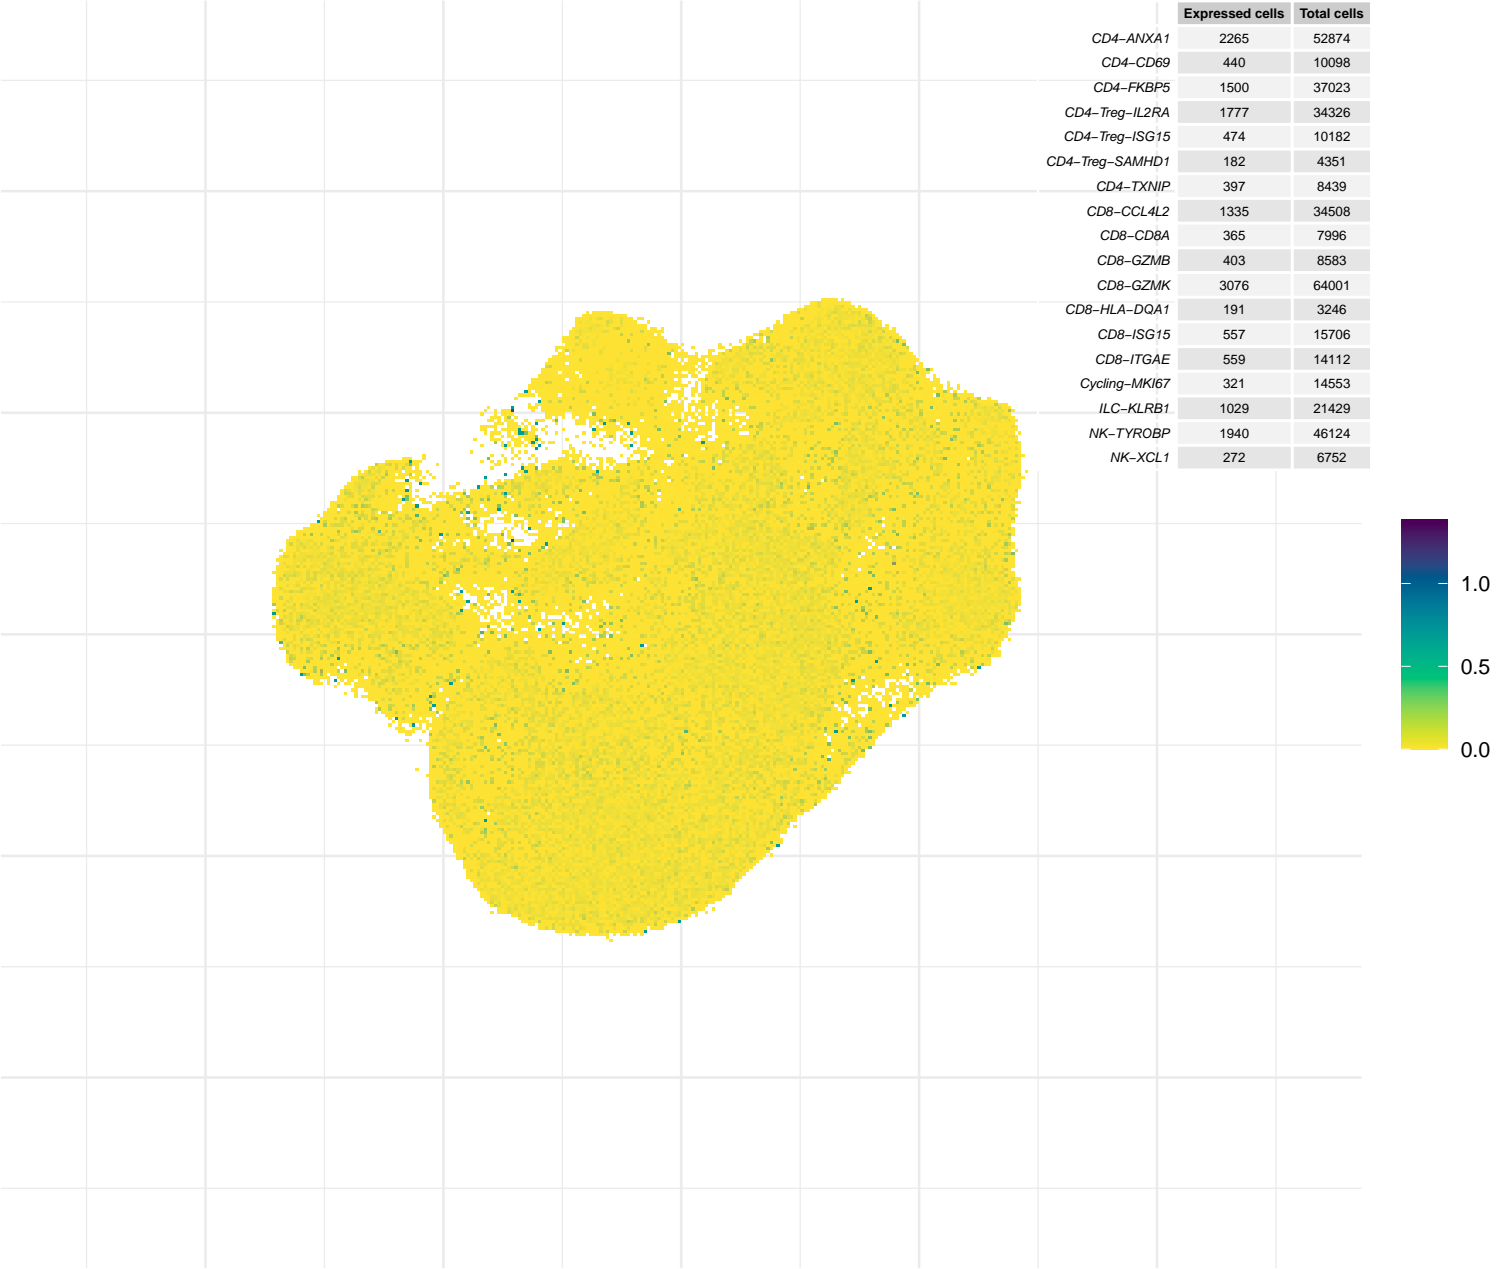 Expressed cells Total cells
CD4−ANXA1 2265 52874
CD4−CD69 440 10098
CD4−FKBP5 1500 37023
CD4−Treg−IL2RA 1777 34326
CD4−Treg−ISG15 474 10182
CD4−Treg−SAMHD1 182 4351
CD4−TXNIP 397 8439
CD8−CCL4L2 1335 34508
CD8−CD8A 365 7996
CD8−GZMB 403 8583
CD8−GZMK 3076 64001
CD8−HLA−DQA1 191 3246
CD8−ISG15 557 15706
CD8−ITGAE 559 14112
Cycling−MKI67 321 14553
ILC−KLRB1 1029 21429
NK−TYROBP 1940 46124
NK−XCL1 272 6752
1.0
0.5
0.0